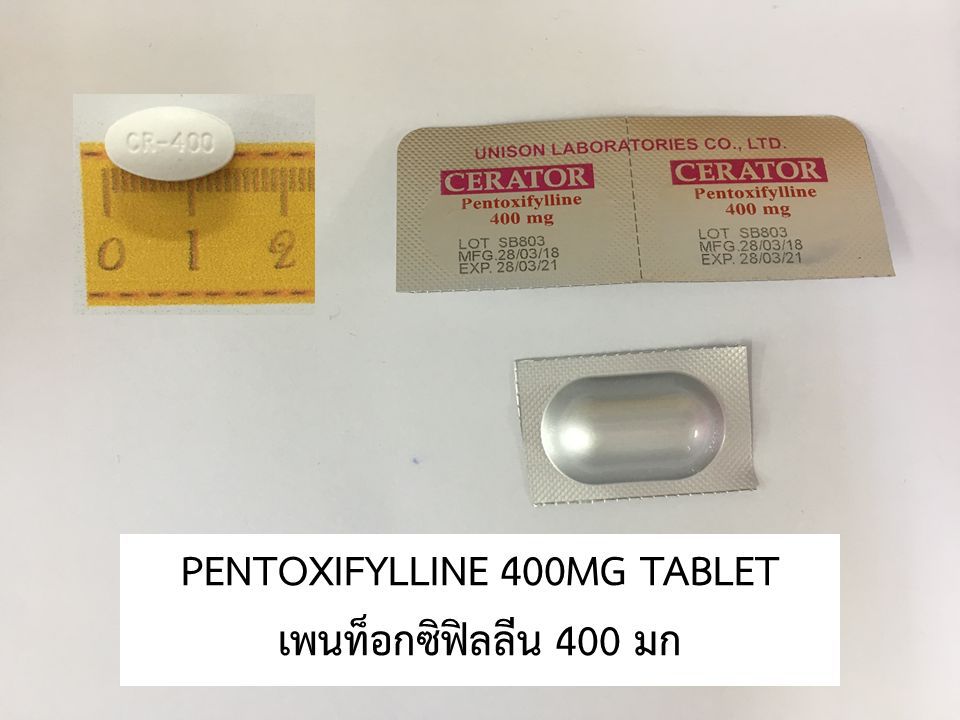 CR-400
0 1 2
UNISON LABORATORIES CO., LTD.
CERATOR
Pentoxifylline
400 mg
LOT SB803
MFG.28/03/18
EXP. 28/03/21
CERATOR
Pentoxifylline
400 mg
LOT SB803
MFG.28/03/18
EXP. 28/03/21
PENTOXIFYLLINE 400MG TABLET
เพนท็อกซิฟิลลีน 400 มก